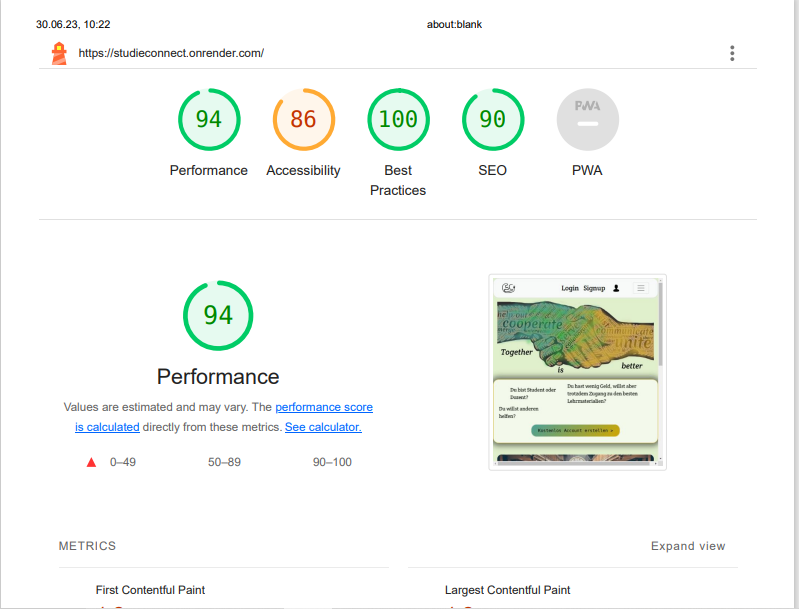 30.06.23, 10:22
about:blank
https://studieconnect.onrender.com/
94
86
100
90
PWA
Performance
Accessibility
Best
Practices
SEO
PWA
94
Performance
Values are estimated and may vary. The performance score
is calculated directly from these metrics. See calculator.
0–49
50–89
90–100
Login Signup
help out
cooperate
communicate
unite
Together
is
better
Du bist Student oder
Dozent?
Du hast wenig Geld, willst aber
trotzdem Zugang zu den besten
Lehrmaterialien?
Du willst anderen
helfen?
Kostenlos Account erstellen »
METRICS
Expand view
First Contentful Paint
Largest Contentful Paint